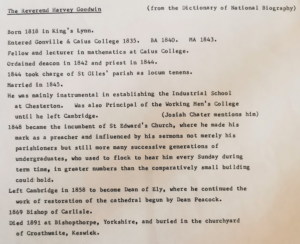 The Reverend Harvey Goodwin (from the Dictionary of National Biography)
Born 1818 in King's Lynn.
Entered Gonville & Caius College 1835. BA 1840. MA 1843.
Fellow and lecturer in mathematics at Caius College.
Ordained deacon in 1842 and priest in 1844.
1844 took charge of St Giles' parish as locum tenens.
Married in 1845.
He was mainly instrumental in establishing the Industrial School
at Chesterton. Was also Principal of the Working Men's College
until he left Cambridge. (Josiah Chater mentions him)
1848 became the incumbent of St Edward's Church, where he made his
mark as a preacher and influenced by his sermons not merely his
parishioners but still more many successive generations of
undergraduates, who used to flock to hear him every Sunday during
term time, in greater numbers than the comparatively small building
could hold.
Left Cambridge in 1858 to become Dean of Ely, where he continued the
work of restoration of the cathedral begun by Dean Peacock.
1869 Bishop of Carlisle.
Died 1891 at Bishopthorpe, Yorkshire, and buried in the churchyard
of Crosthwaite, Keswick.